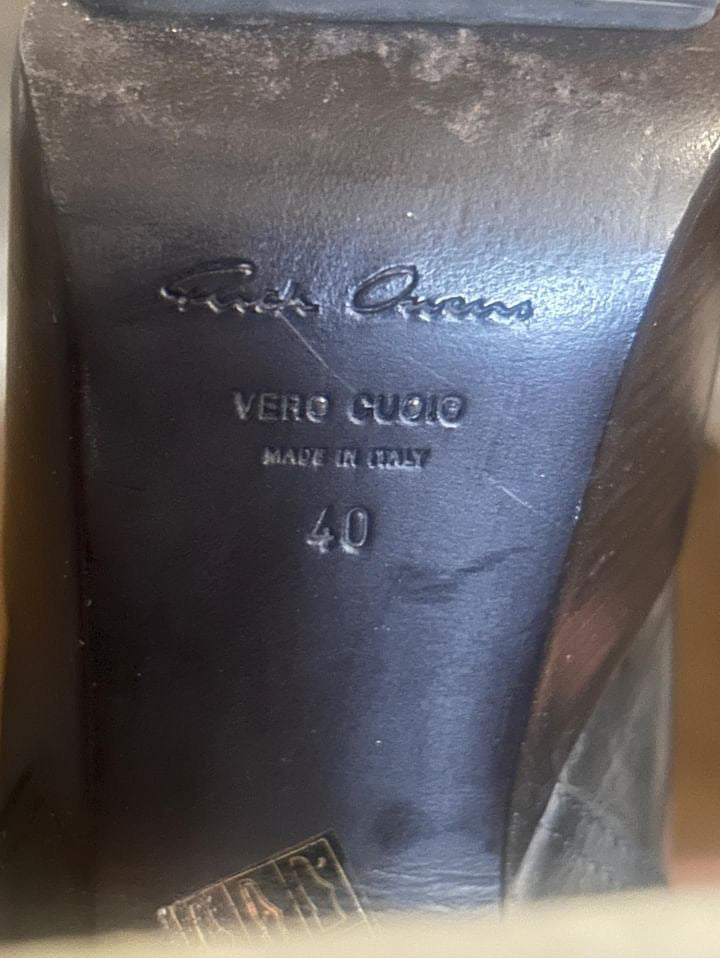 Rick Owens
VERO CUOIO
MADE IN ITALY
40